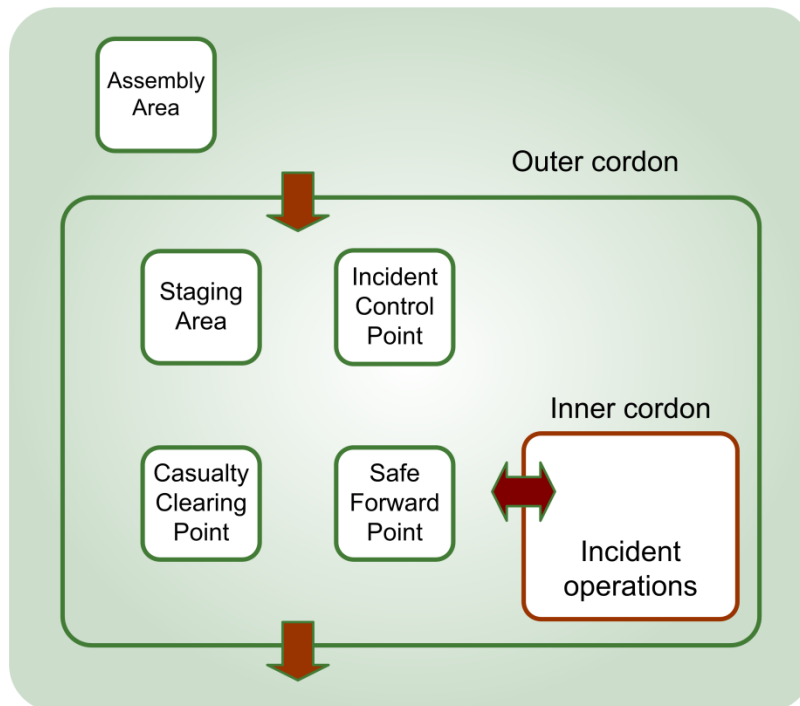 Assembly
Area
Outer cordon
Staging
Area
Incident
Control
Point
Inner cordon
Casualty
Clearing
Point
Safe
Forward
Point
Incident
operations